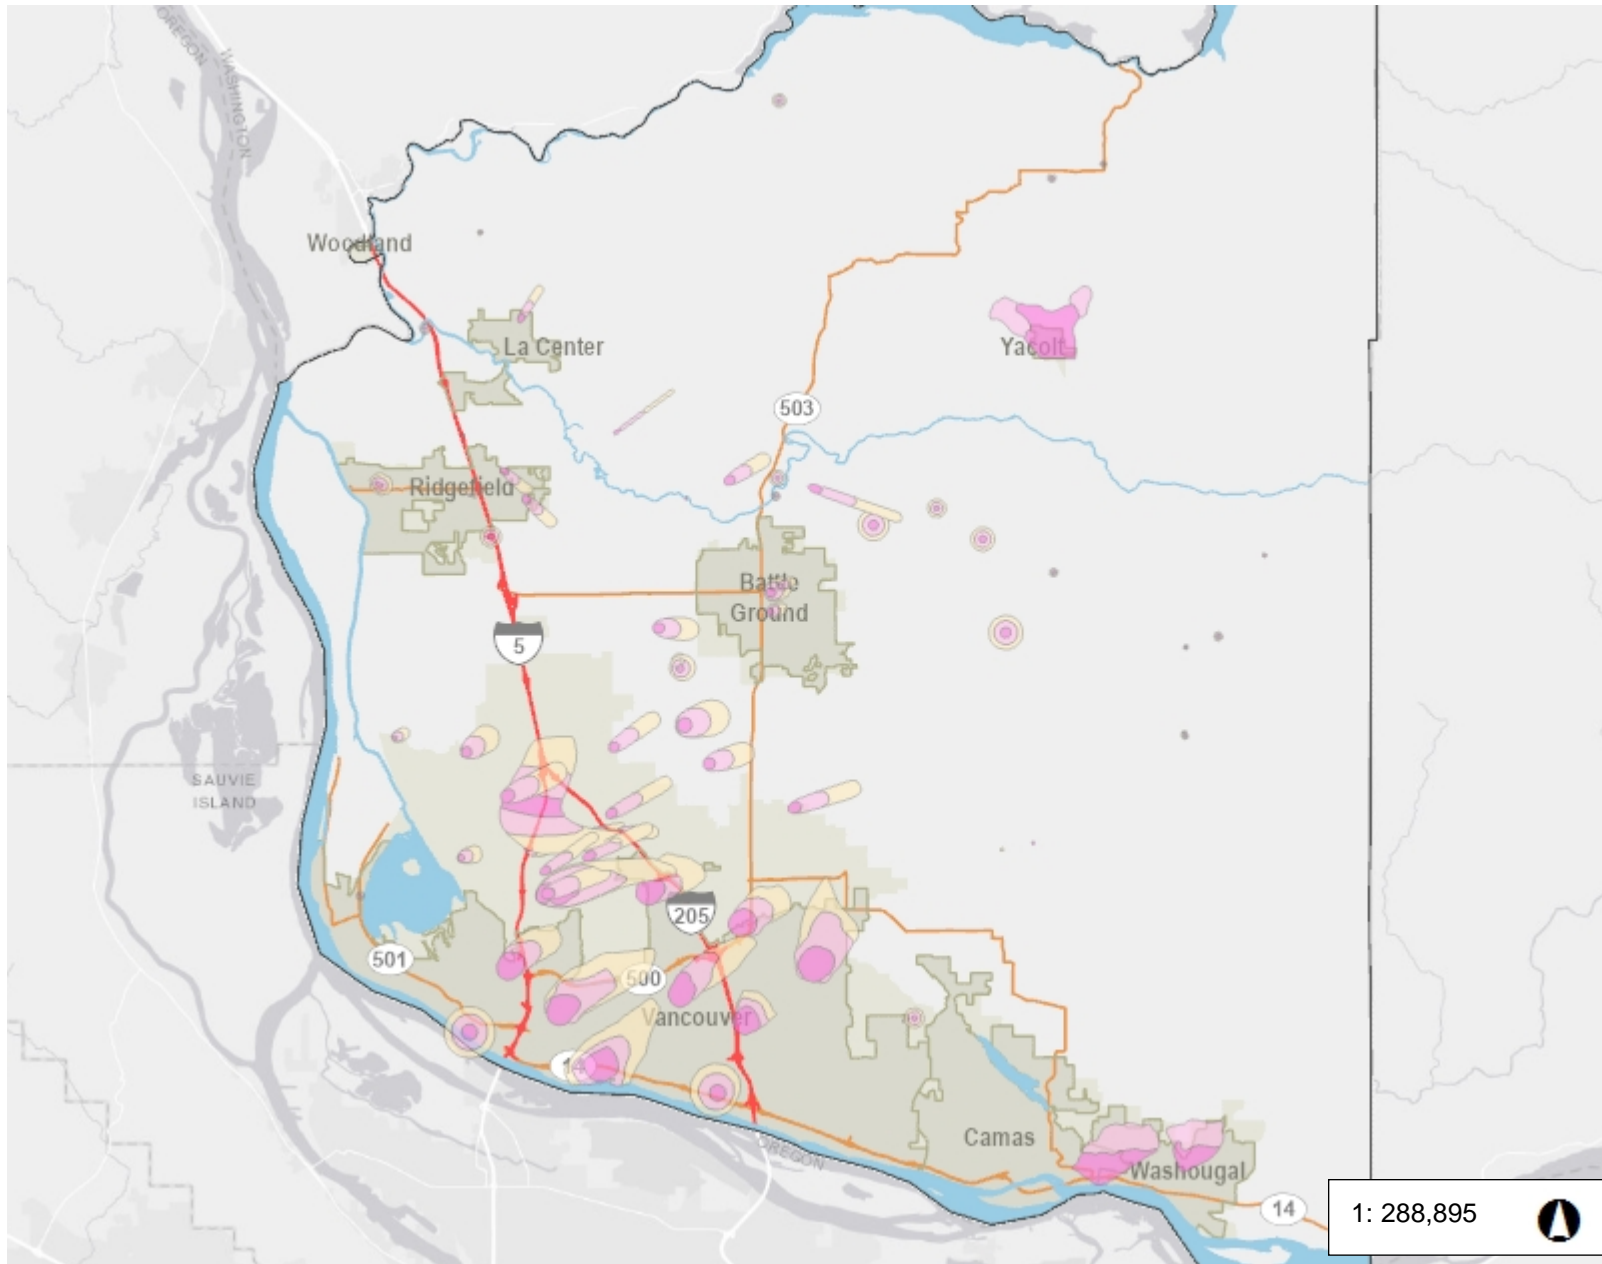 OREGON
WASHINGTON
Woodland
La Center
Yacolt
503
Ridgefield
Battle
Ground
5
SAUVIE
ISLAND
205
501
500
Vancouver
14
Camas
OREGON
Washougal
14
1: 288,895